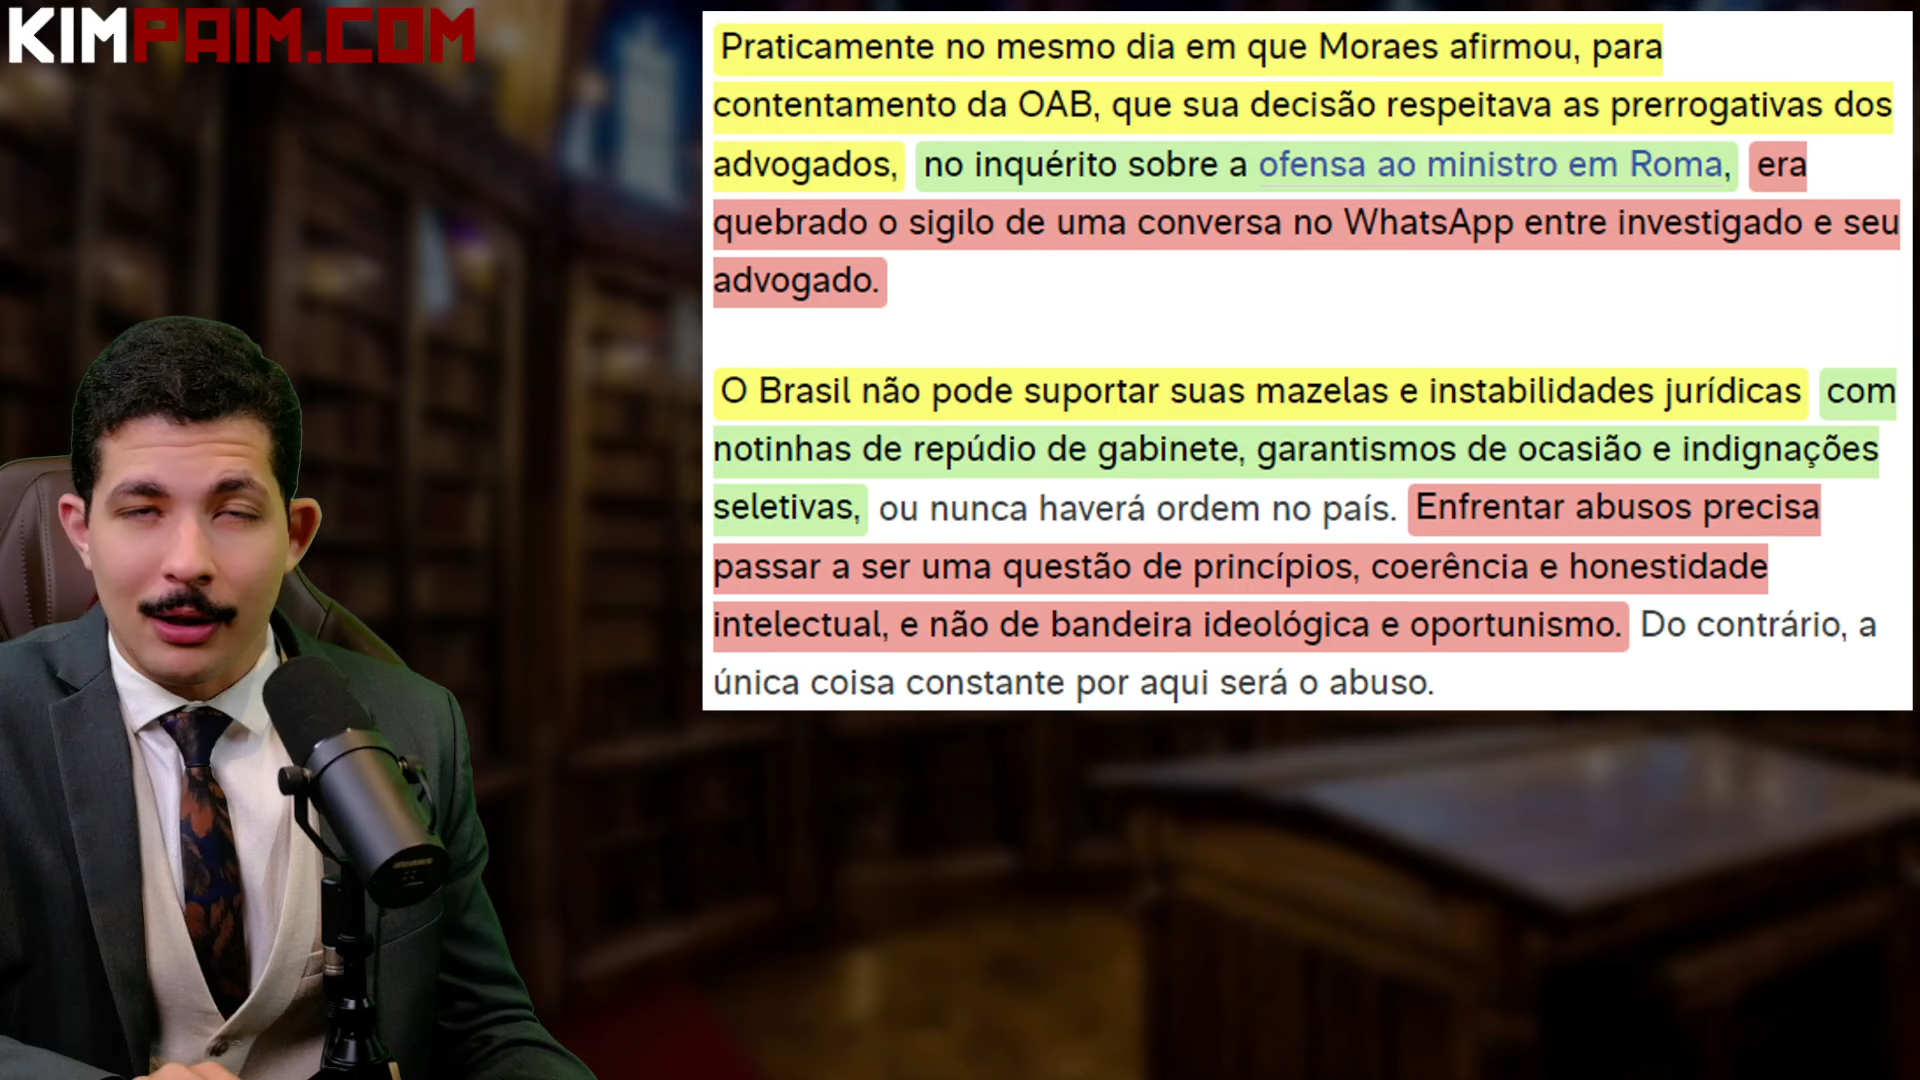 KIMPAIM.COM
Praticamente no mesmo dia em que Moraes afirmou, para
contentamento da OAB, que sua decisão respeitava as prerrogativas dos
advogados, no inquérito sobre a ofensa ao ministro em Roma, era
quebrado o sigilo de uma conversa no WhatsApp entre investigado e seu
advogado.
O Brasil não pode suportar suas mazelas e instabilidades jurídicas com
notinhas de repúdio de gabinete, garantismos de ocasião e indignações
seletivas, ou nunca haverá ordem no país. Enfrentar abusos precisa
passar a ser uma questão de princípios, coerência e honestidade
intelectual, e não de bandeira ideológica e oportunismo. Do contrário, a
única coisa constante por aqui será o abuso.